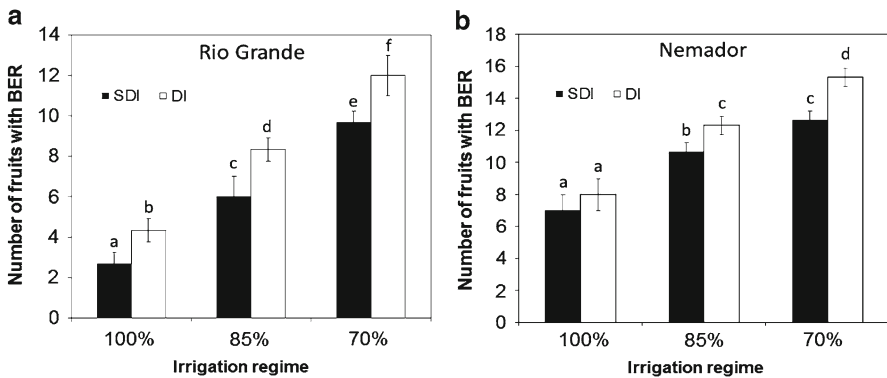 a
Rio Grande
SDI DI
Number of fruits with BER
14
12
10
8
6
4
2
0
a b c d e f
100% 85% 70%
Irrigation regime
b
Nemador
SDI DI
Number of fruits with BER
18
16
14
12
10
8
6
4
2
0
a a b c c d
100% 85% 70%
Irrigation regime